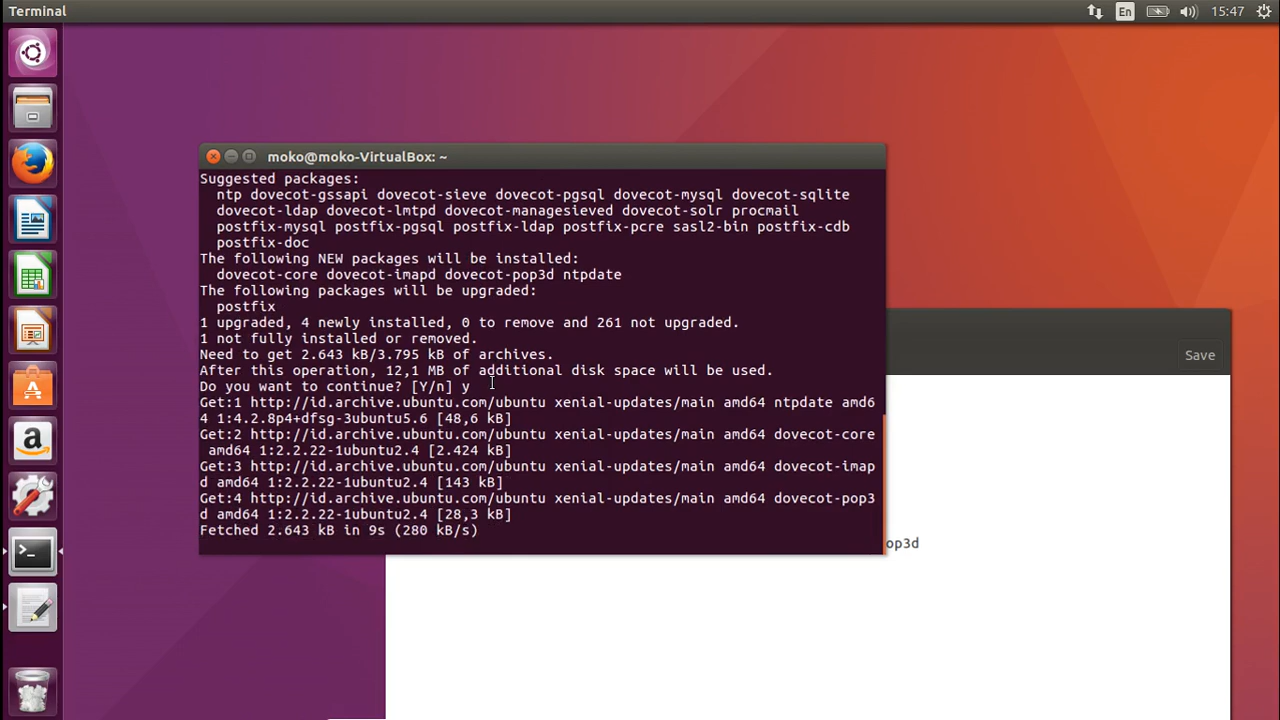 Terminal
En
15:47
moko@moko-VirtualBox: ~
Suggested packages:
ntp dovecot-gssapi dovecot-sieve dovecot-pgsql dovecot-mysql dovecot-sqlite
dovecot-ldap dovecot-lmtpd dovecot-managesieved dovecot-solr procmail
postfix-mysql postfix-pgsql postfix-ldap postfix-pcre sasl2-bin postfix-cdb
postfix-doc
The following NEW packages will be installed:
dovecot-core dovecot-imapd dovecot-pop3d ntpdate
The following packages will be upgraded:
postfix
1 upgraded, 4 newly installed, 0 to remove and 261 not upgraded.
1 not fully installed or removed.
Need to get 2.643 kB/3.795 kB of archives.
After this operation, 12,1 MB of additional disk space will be used.
Do you want to continue? [Y/n] y
Get:1 http://id.archive.ubuntu.com/ubuntu xenial-updates/main amd64 ntpdate amd6
4 1:4.2.8p4+dfsg-3ubuntu5.6 [48,6 kB]
Get:2 http://id.archive.ubuntu.com/ubuntu xenial-updates/main amd64 dovecot-core
amd64 1:2.2.22-1ubuntu2.4 [2.424 kB]
Get:3 http://id.archive.ubuntu.com/ubuntu xenial-updates/main amd64 dovecot-imap
d amd64 1:2.2.22-1ubuntu2.4 [143 kB]
Get:4 http://id.archive.ubuntu.com/ubuntu xenial-updates/main amd64 dovecot-pop3
d amd64 1:2.2.22-1ubuntu2.4 [28,3 kB]
Fetched 2.643 kB in 9s (280 kB/s)
Save
op3d